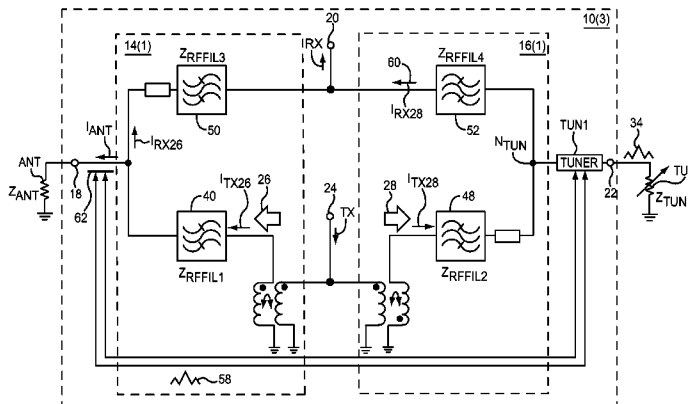 10(3)
20
14(1)
16(1)
IRX
ZRFFIL3
ZRFFIL4
60
50
52
IRX28
IANT
IRX26
NTUN
TUN1
34
ANT
TUNER
TU
ZANT
18
62
22
ZTUN
40
26
24
28
48
ITX26
TX
ITX28
ZRFFIL1
ZRFFIL2
58